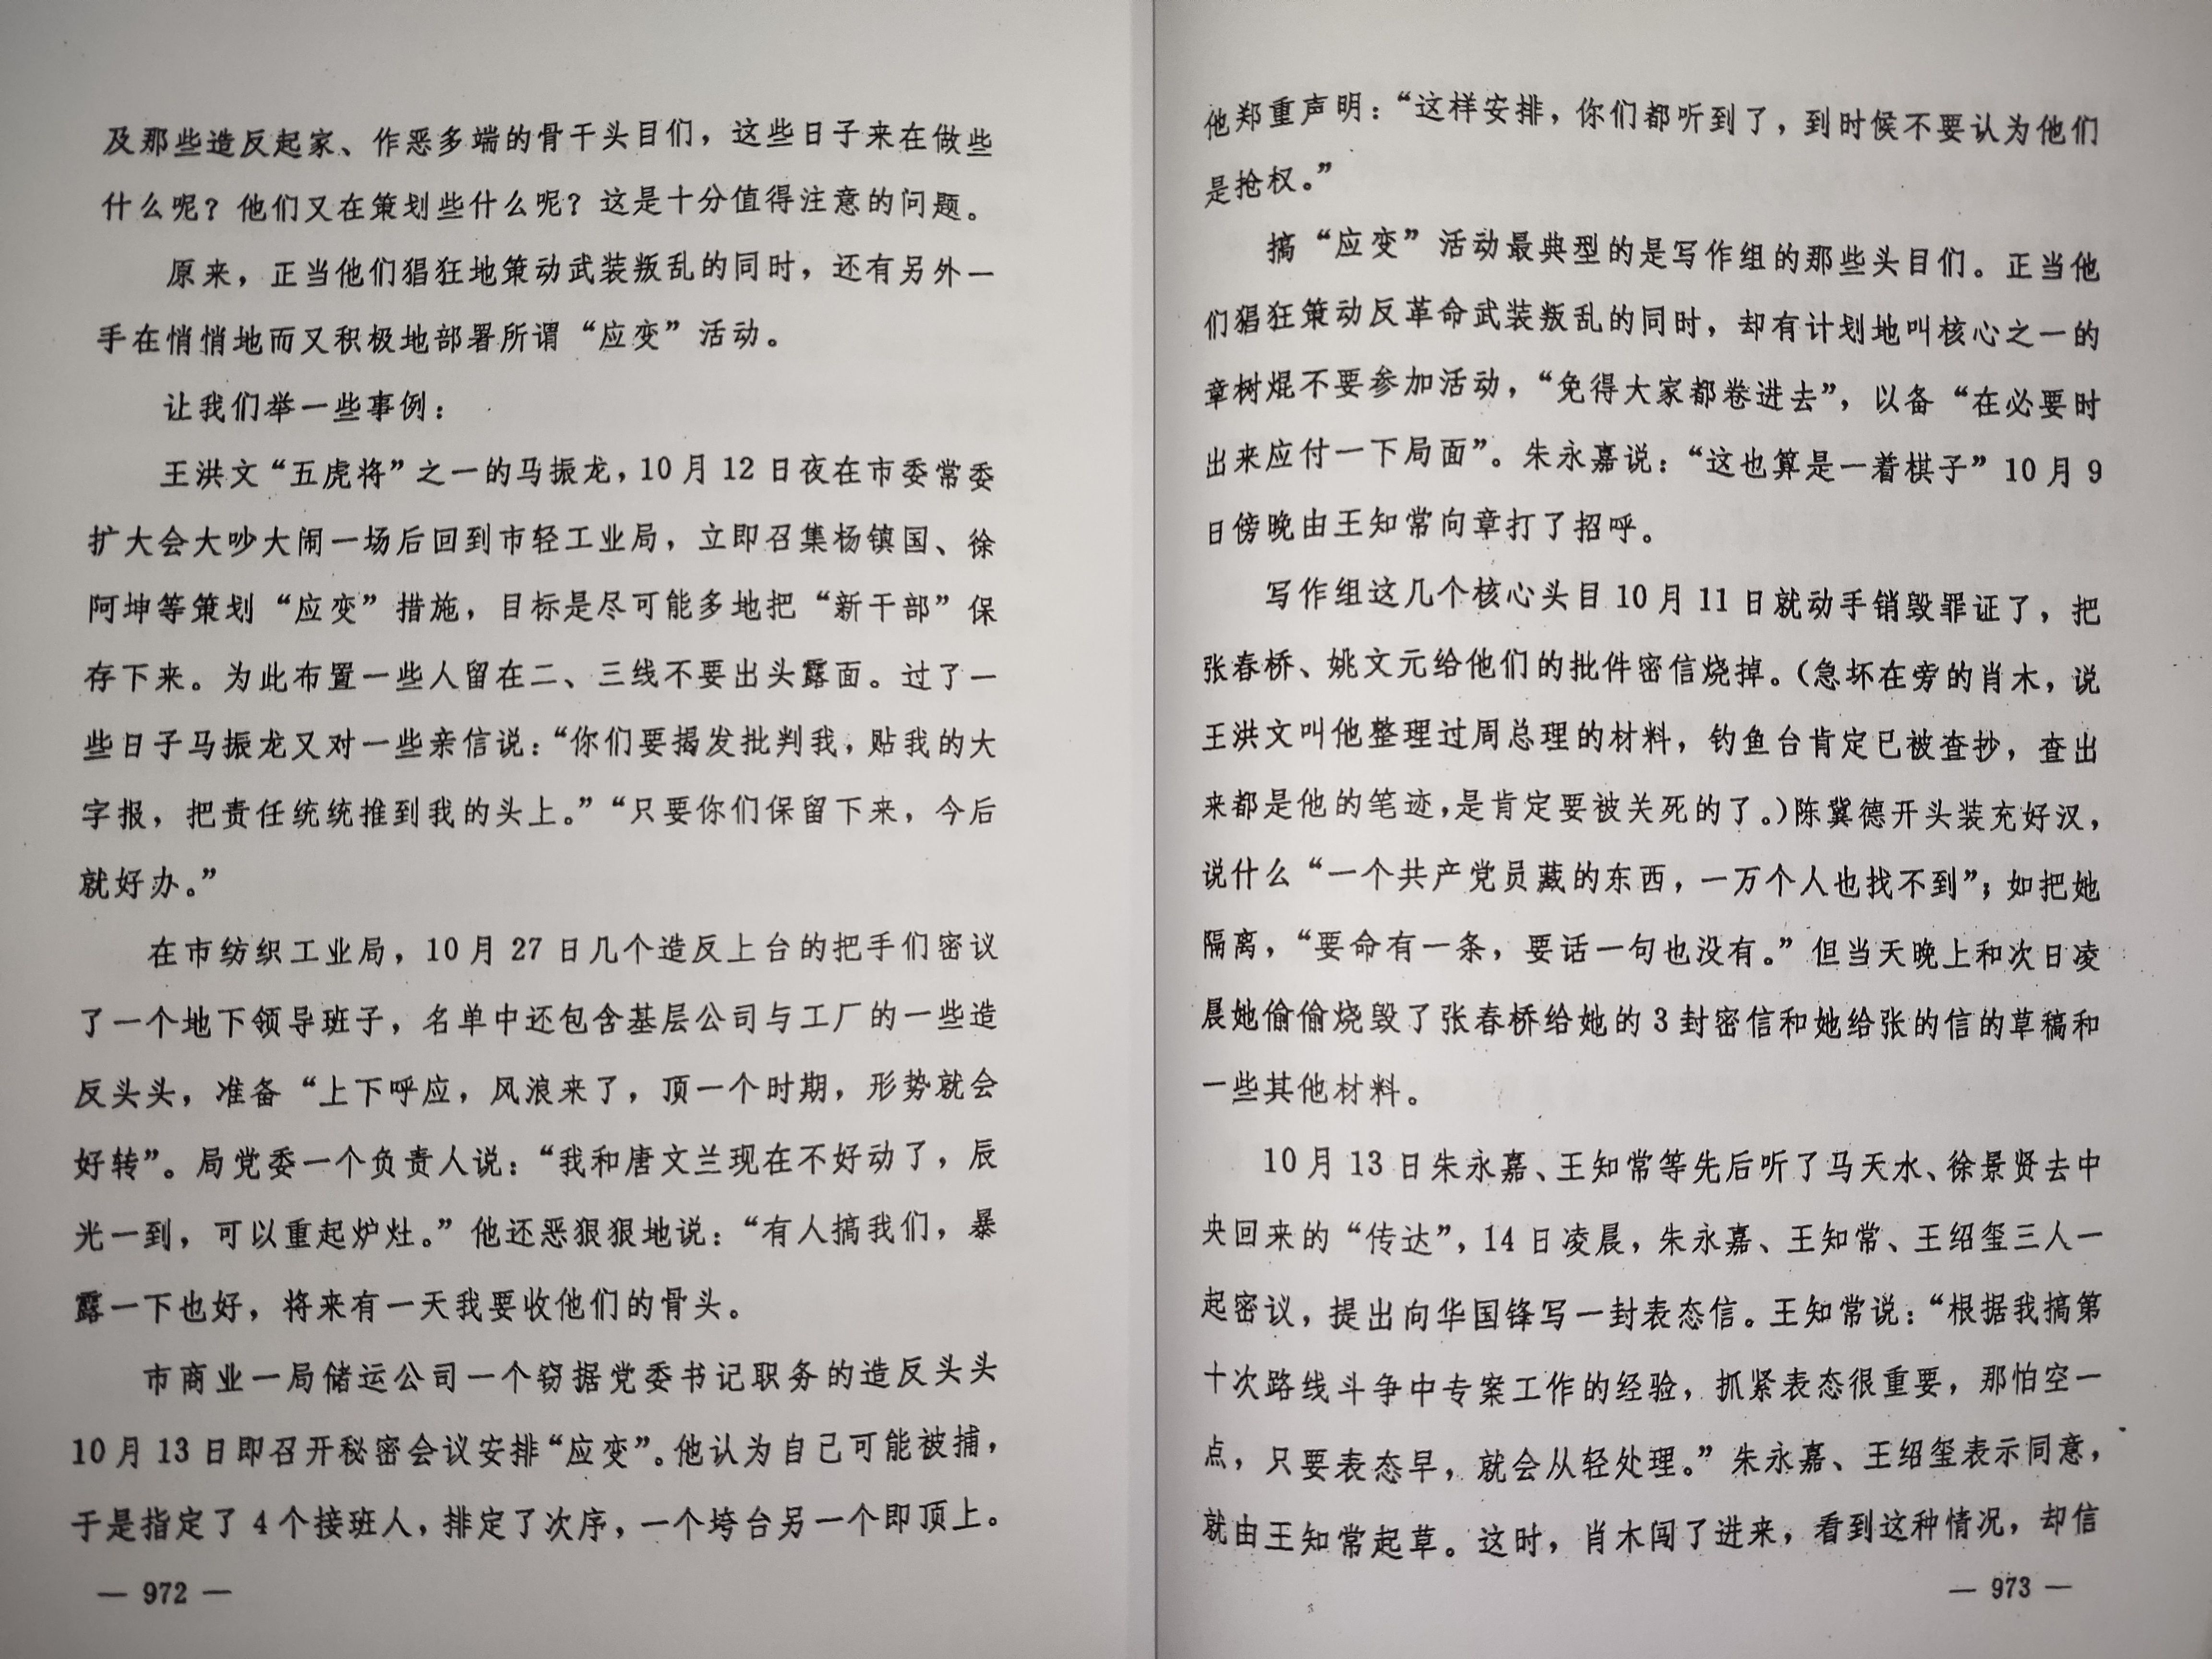 及那些造反起家、作恶多端的骨干头目们，这些日子来在做些
什么呢？他们又在策划些什么呢？这是十分值得注意的问题。
原来，正当他们猖狂地策动武装叛乱的同时，还有另外一
手在悄悄地而又积极地部署所谓“应变”活动。
让我们举一些事例：
王洪文“五虎将”之一的马振龙，10月12日夜在市委常委
扩大会大吵大闹一场后回到市轻工业局，立即召集杨镇国、徐
阿坤等策划“应变”措施，目标是尽可能多地把“新干部”保
存下来。为此布置一些人留在二、三线不要出头露面。过了一
些日子马振龙又对一些亲信说：“你们要揭发批判我，贴我的大
字报，把责任统统推到我的头上。”“只要你们保留下来，今后
就好办。”
在市纺织工业局，10月27日几个造反上台的把手们密议
了一个地下领导班子，名单中还包含基层公司与工厂的一些造
反头头，准备“上下呼应，风浪来了，顶一个时期，形势就会
好转”。局党委一个负责人说：“我和唐文兰现在不好动了，辰
光一到，可以重起炉灶。”他还恶狠狠地说：“有人搞我们，暴
露一下也好，将来有一天我要收他们的骨头。
市商业一局储运公司一个窃据党委书记职务的造反头头
10月13日即召开秘密会议安排“应变”。他认为自己可能被捕，
于是指定了4个接班人，排定了次序，一个垮台另一个即顶上。
— 972 —
他郑重声明：“这样安排，你们都听到了，到时候不要认为他们
是抢权。”
搞“应变”活动最典型的是写作组的那些头目们。正当他
们猖狂策动反革命武装叛乱的同时，却有计划地叫核心之一的
章树焜不要参加活动，“免得大家都卷进去”，以备“在必要时
出来应付一下局面”。朱永嘉说：“这也算是一着棋子”10月9
日傍晚由王知常向章打了招呼。
写作组这几个核心头目10月11日就动手销毁罪证了，把
张春桥、姚文元给他们的批件密信烧掉。（急坏在旁的肖木，说
王洪文叫他整理过周总理的材料，钓鱼台肯定已被查抄，查出
来都是他的笔迹，是肯定要被关死的了。）陈冀德开头装充好汉，
说什么“一个共产党员藏的东西，一万个人也找不到”；如把她
隔离，“要命有一条，要话一句也没有。”但当天晚上和次日凌
晨她偷偷烧毁了张春桥给她的3封密信和她给张的信的草稿和
一些其他材料。
10月13日朱永嘉、王知常等先后听了马天水、徐景贤去中
央回来的“传达”，14日凌晨，朱永嘉、王知常、王绍玺三人一
起密议，提出向华国锋写一封表态信。王知常说：“根据我搞第
十次路线斗争中专案工作的经验，抓紧表态很重要，那怕空一
点，只要表态早，就会从轻处理。”朱永嘉、王绍玺表示同意，
就由王知常起草。这时，肖木闯了进来，看到这种情况，却信
— 973 —